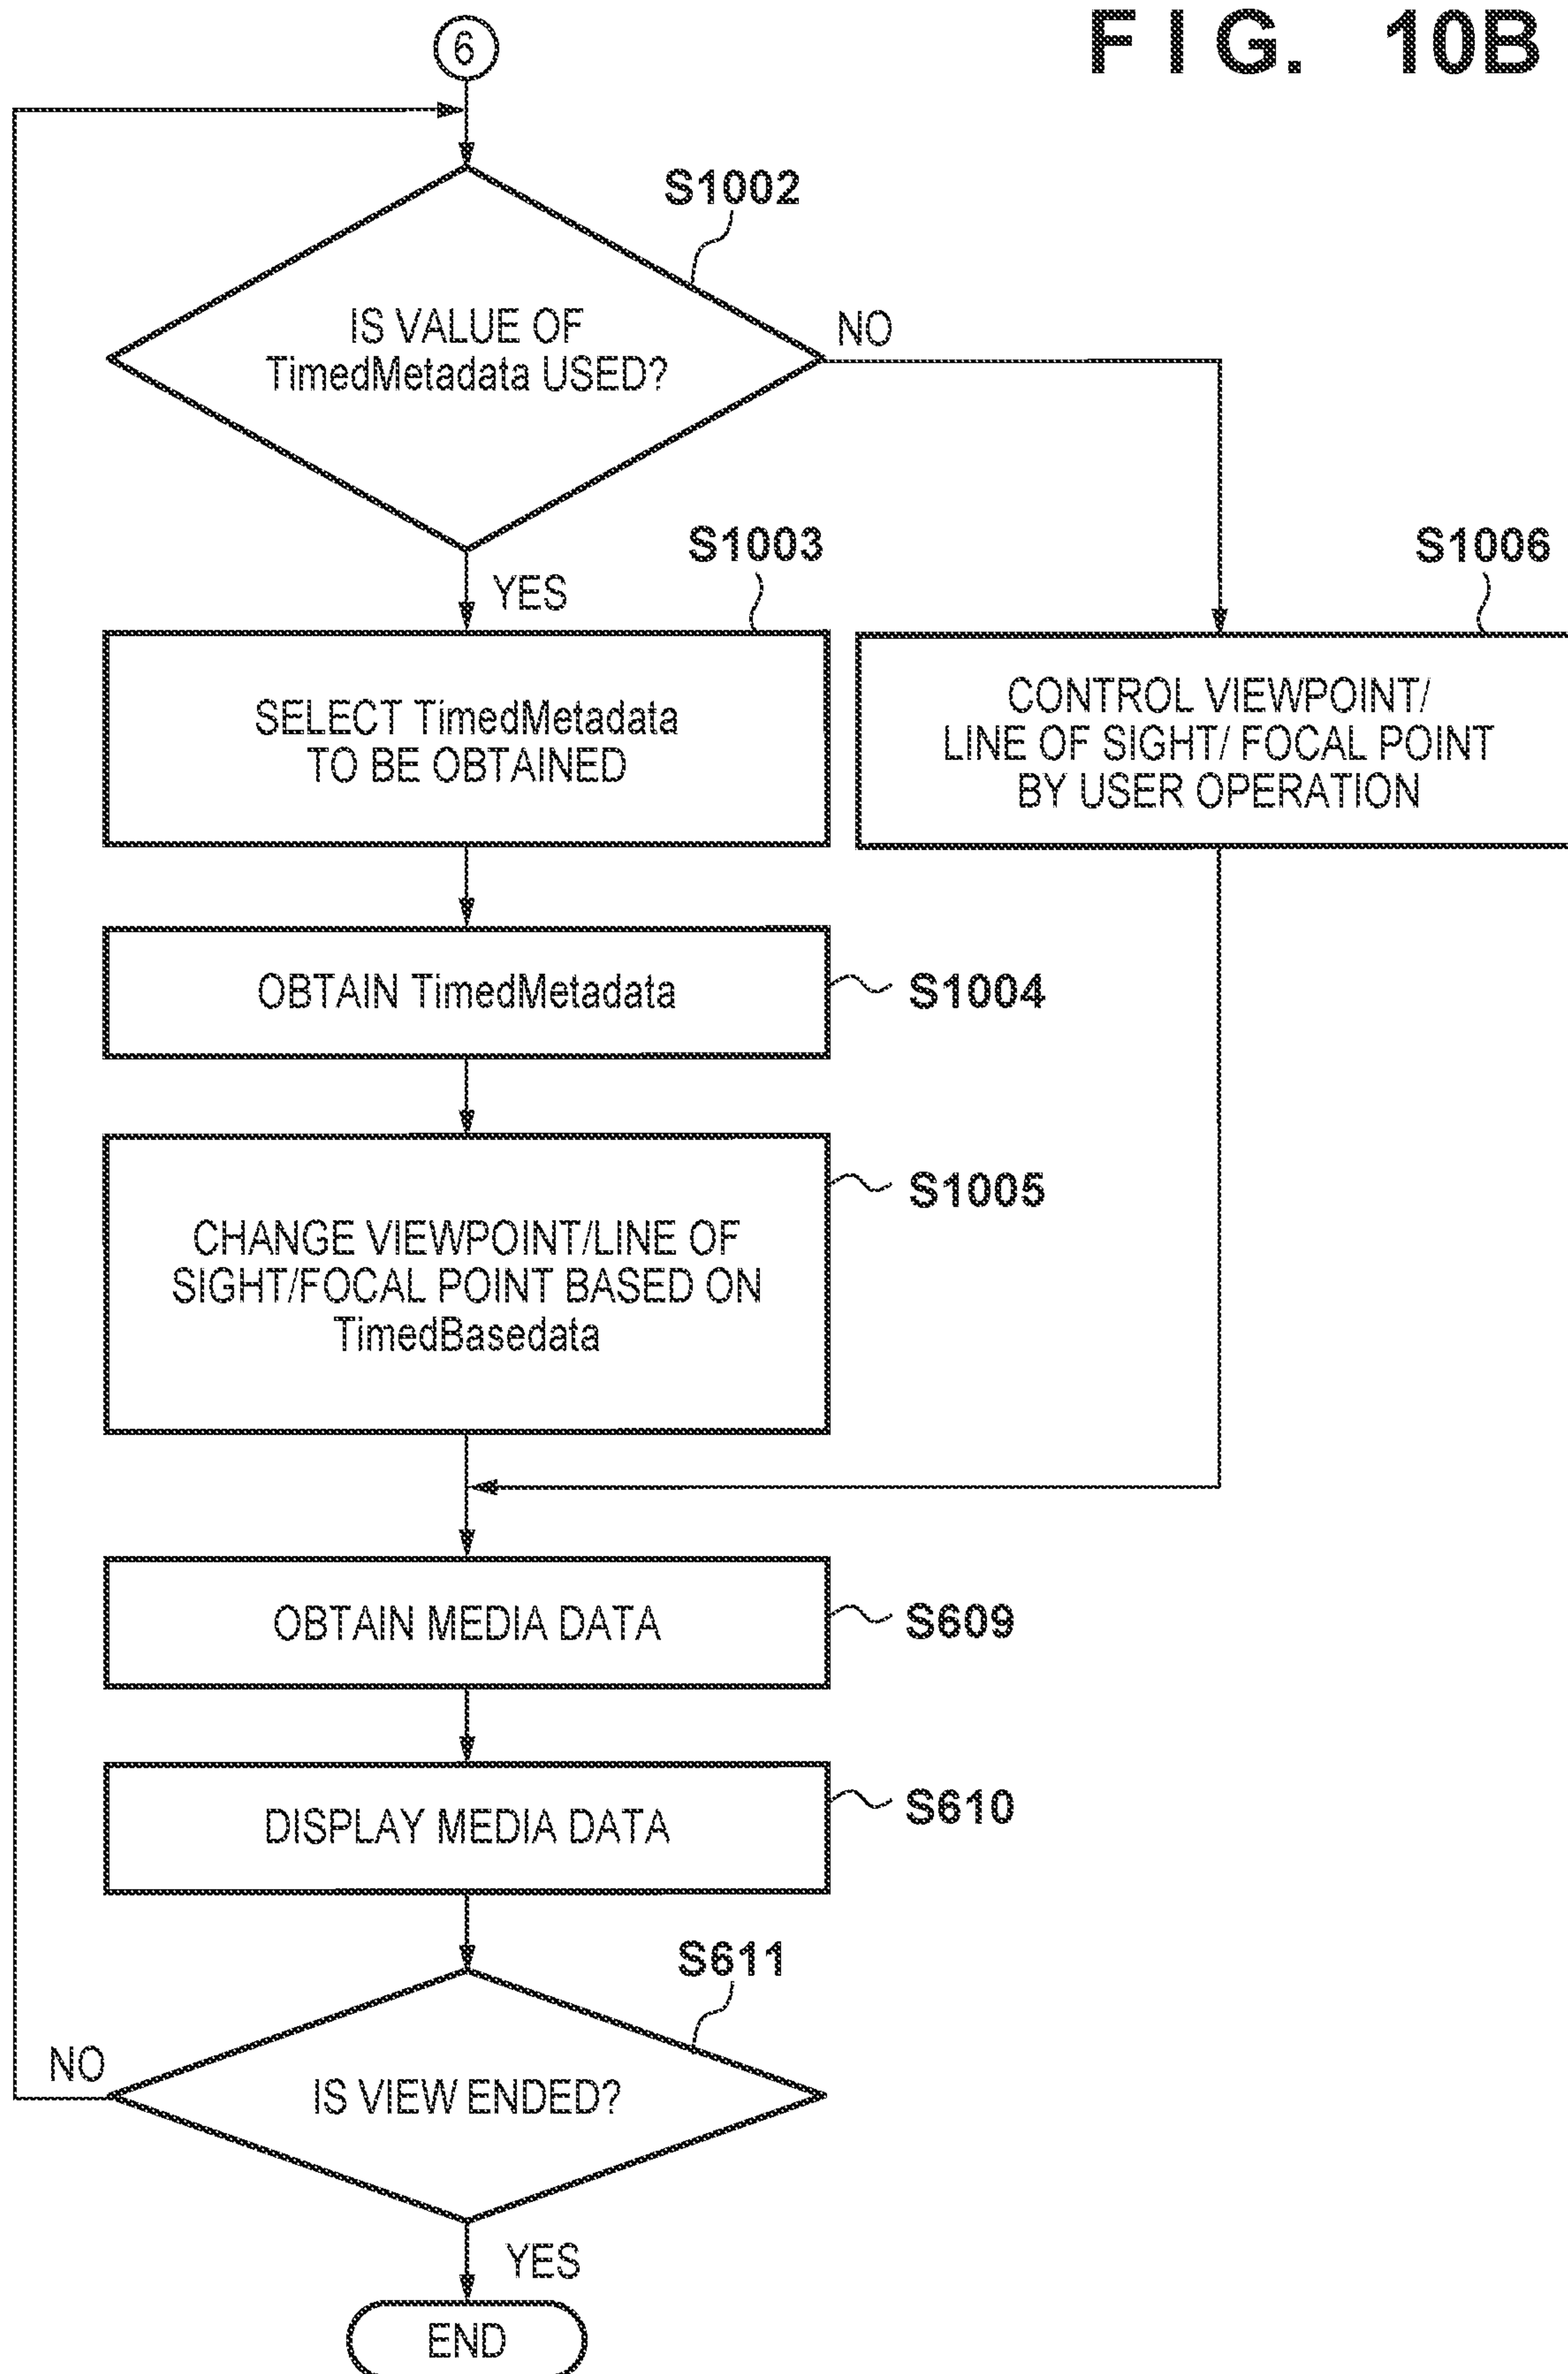 FIG. 10B
6
S1002
IS VALUE OF
TimedMetadata USED?
NO
YES
S1003
SELECT TimedMetadata
TO BE OBTAINED
S1006
CONTROL VIEWPOINT/
LINE OF SIGHT/ FOCAL POINT
BY USER OPERATION
OBTAIN TimedMetadata
S1004
S1005
CHANGE VIEWPOINT/LINE OF
SIGHT/FOCAL POINT BASED ON
TimedBasedata
OBTAIN MEDIA DATA
S609
DISPLAY MEDIA DATA
S610
S611
NO
IS VIEW ENDED?
YES
END